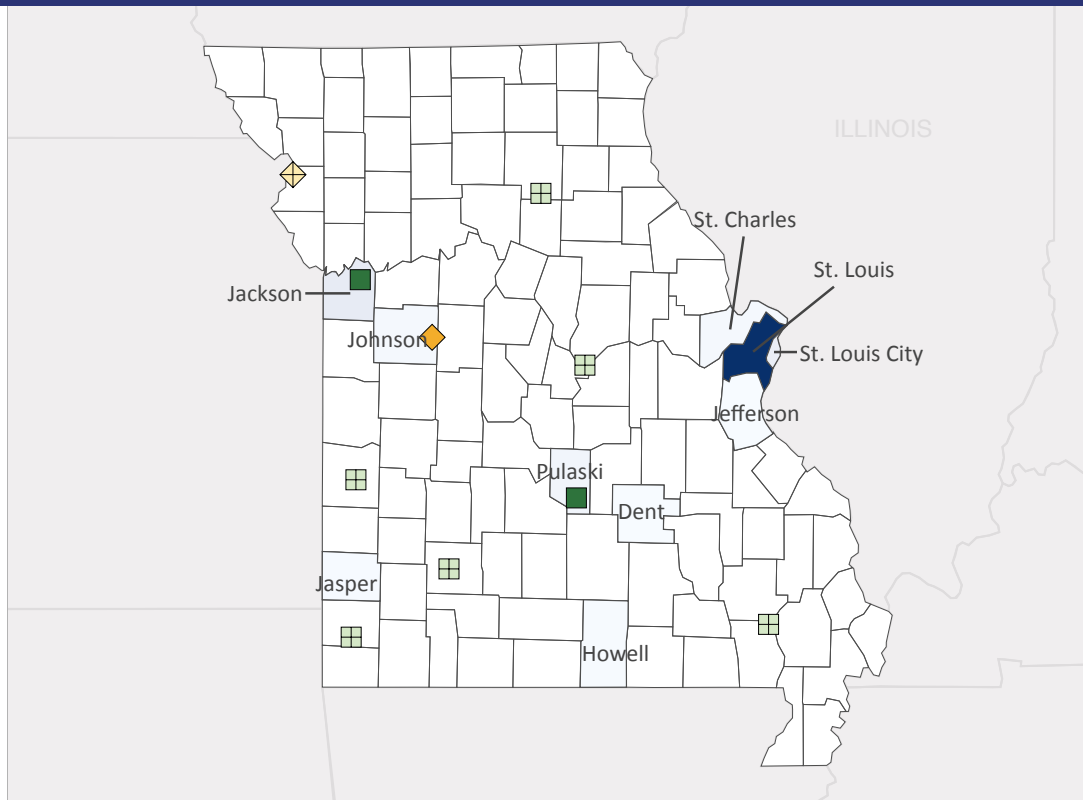 ILLINOIS
St. Charles
St. Louis
Jackson
Johnson
St. Louis City
Jefferson
Pulaski
Dent
Jasper
Howell